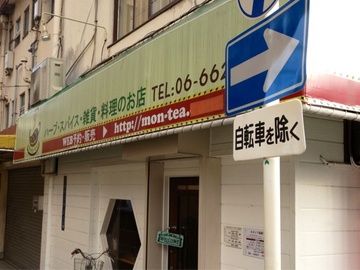 ハーブ・スパイス・雑貨・料理のお店
TEL:06-662
WEB予約・販売 ▶ http://mon-tea.
自転車を除く